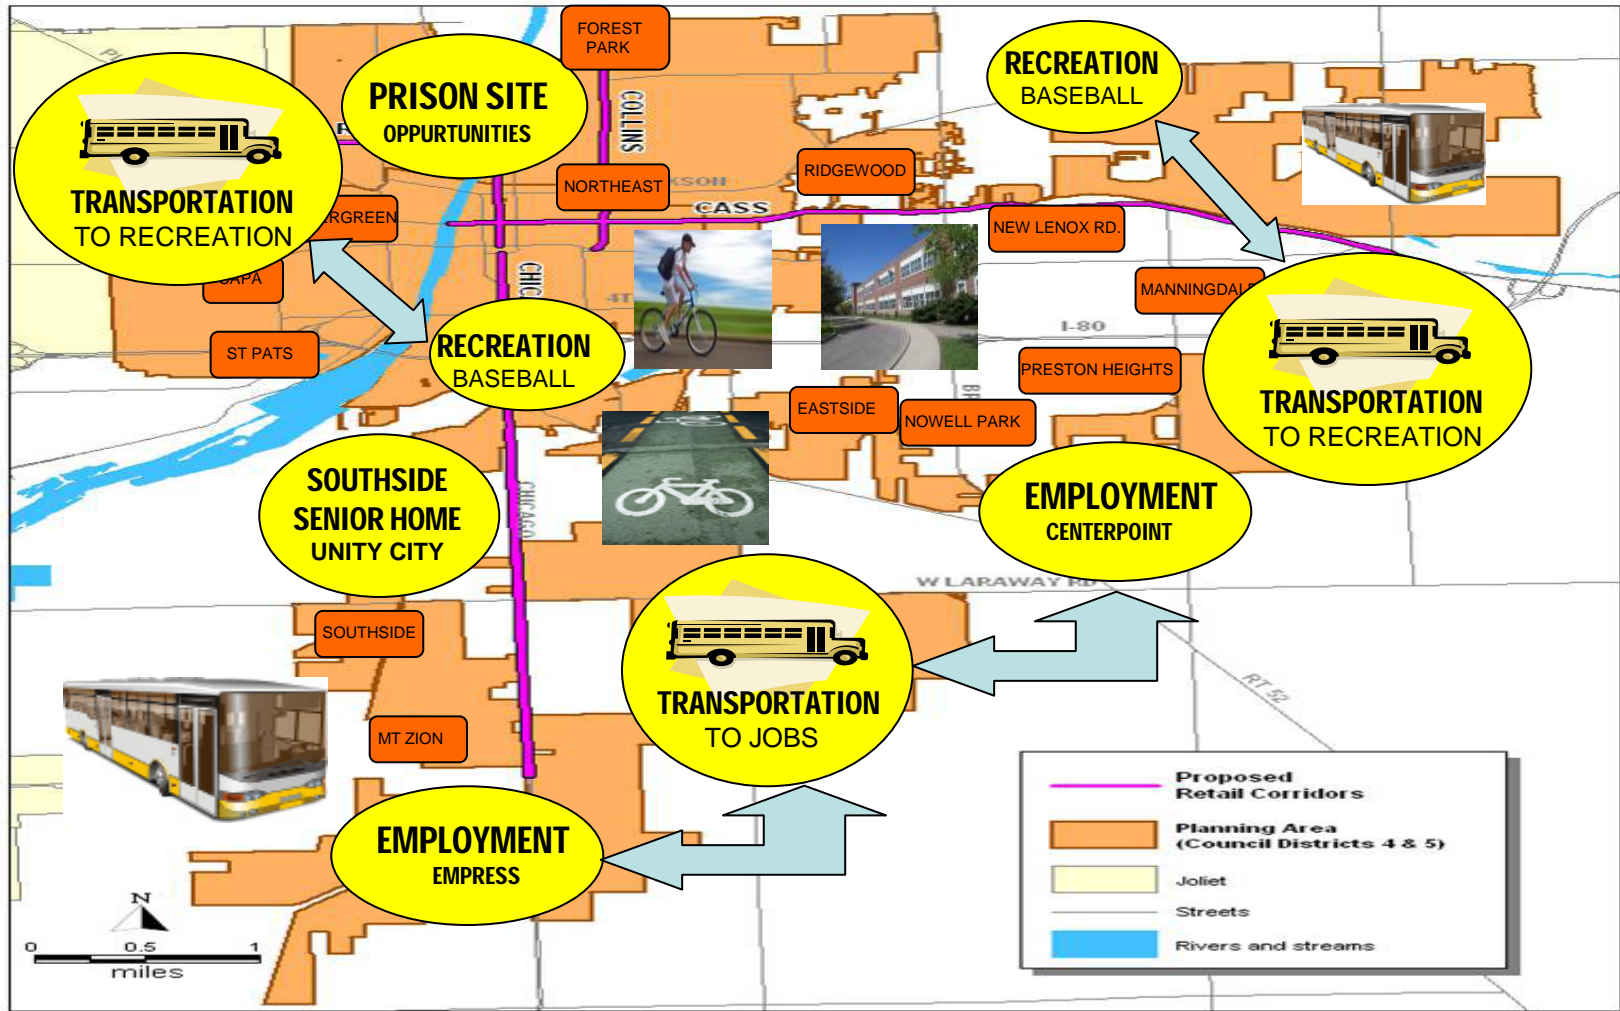 FOREST
PARK
PRISON SITE
OPPURTUNITIES
COLLINS
RECREATION
BASEBALL
TRANSPORTATION
TO RECREATION
NORTHEAST
RIDGEWOOD
CASS
NEW LENOX RD.
MANNINGDALE
ST PATS
CHIC
RECREATION
BASEBALL
I-80
PRESTON HEIGHTS
EASTSIDE
NOWELL PARK
TRANSPORTATION
TO RECREATION
SOUTHSIDE
SENIOR HOME
UNITY CITY
CHICAGO
EMPLOYMENT
CENTERPOINT
W LARAWAY RD
SOUTHSIDE
TRANSPORTATION
TO JOBS
RT 52
MT ZION
EMPLOYMENT
EMPRESS
Proposed
Retail Corridors
Planning Area
(Council Districts 4 & 5)
Joliet
Streets
Rivers and streams
N
0 0.5 1
miles